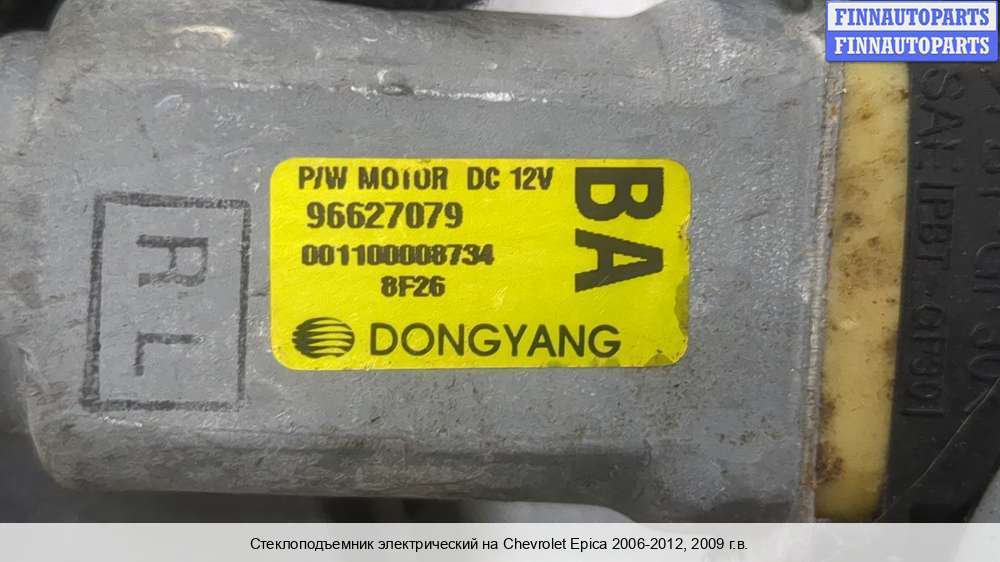 FINNAUTOPARTS
FINNAUTOPARTS
P/W MOTOR DC 12V
96627079
001100008734
8F26
DONGYANG
BA
RL
Стеклоподъемник электрический на Chevrolet Epica 2006-2012, 2009 г.в.